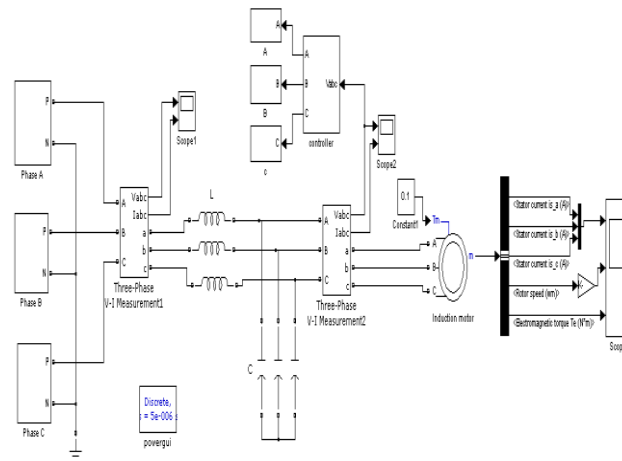 A
A
A
B
B
Vabc
B
C
C
c
controller
P
N
Phase A
Vabc
Iabc
Scope1
L
A
a
P
B
b
N
C
c
Phase B
Three-Phase
V-I Measurement1
Vabc
Iabc
A
a
B
b
C
c
Three-Phase
V-I Measurement2
Scope2
0.1
Constant1
Tm
m
A
B
C
Induction motor
<Stator current is_a (A)>
<Stator current is_b (A)>
<Stator current is_c (A)>
<Rotor speed (wm)>
<Electromagnetic torque Te (N*m)>
Scop
C
P
N
Phase C
Discrete,
s = 5e-006 s
powergui